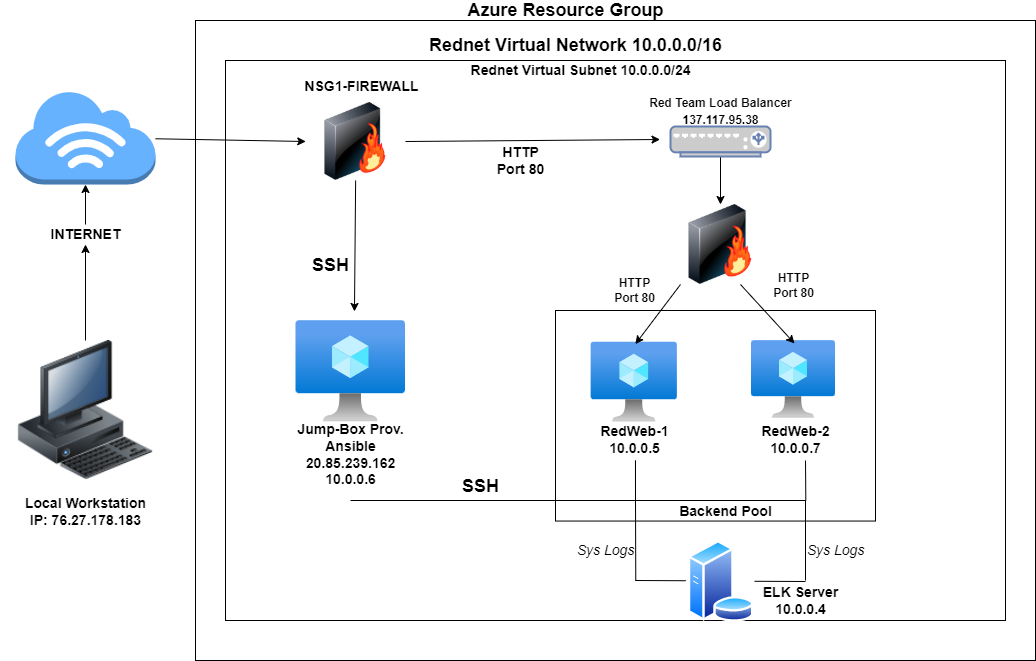 Azure Resource Group
Rednet Virtual Network 10.0.0.0/16
Rednet Virtual Subnet 10.0.0.0/24
NSG1-FIREWALL
Red Team Load Balancer
137.117.95.38
HTTP
Port 80
INTERNET
SSH
HTTP
Port 80
HTTP
Port 80
Jump-Box Prov.
Ansible
20.85.239.162
10.0.0.6
RedWeb-1
10.0.0.5
RedWeb-2
10.0.0.7
Local Workstation
IP: 76.27.178.183
SSH
Backend Pool
Sys Logs
Sys Logs
ELK Server
10.0.0.4